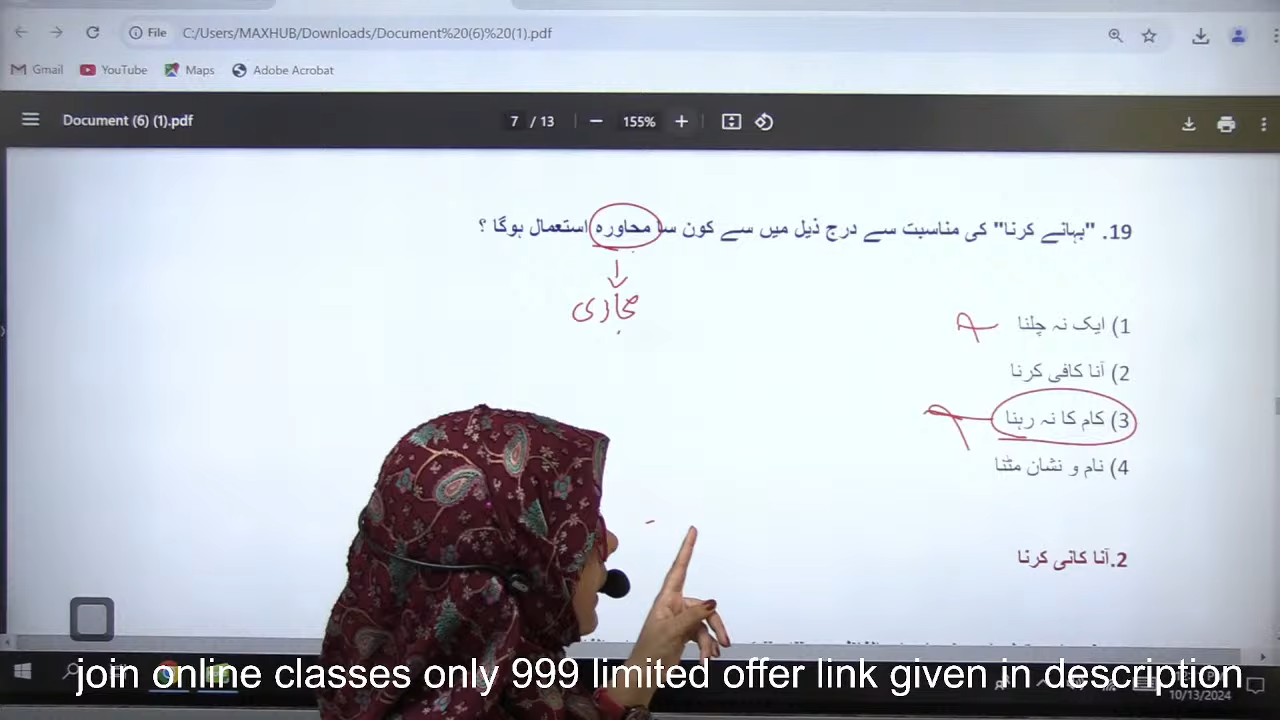 File C:/Users/MAXHUB/Downloads/Document%20(6)%20(1).pdf
Gmail YouTube Maps Adobe Acrobat
Document (6) (1).pdf 7 / 13 155%
19. "بہانے کرنا" کی مناسبت سے درج ذیل میں سے کون سا محاورہ استعمال ہوگا ؟
مجازی
1) ایک نہ چلنا
2) آنا کافی کرنا
3) کام کا نہ رہنا
4) نام و نشان مٹنا
2.آنا کانی کرنا
join online classes only 999 limited offer link given in description
10/13/2024